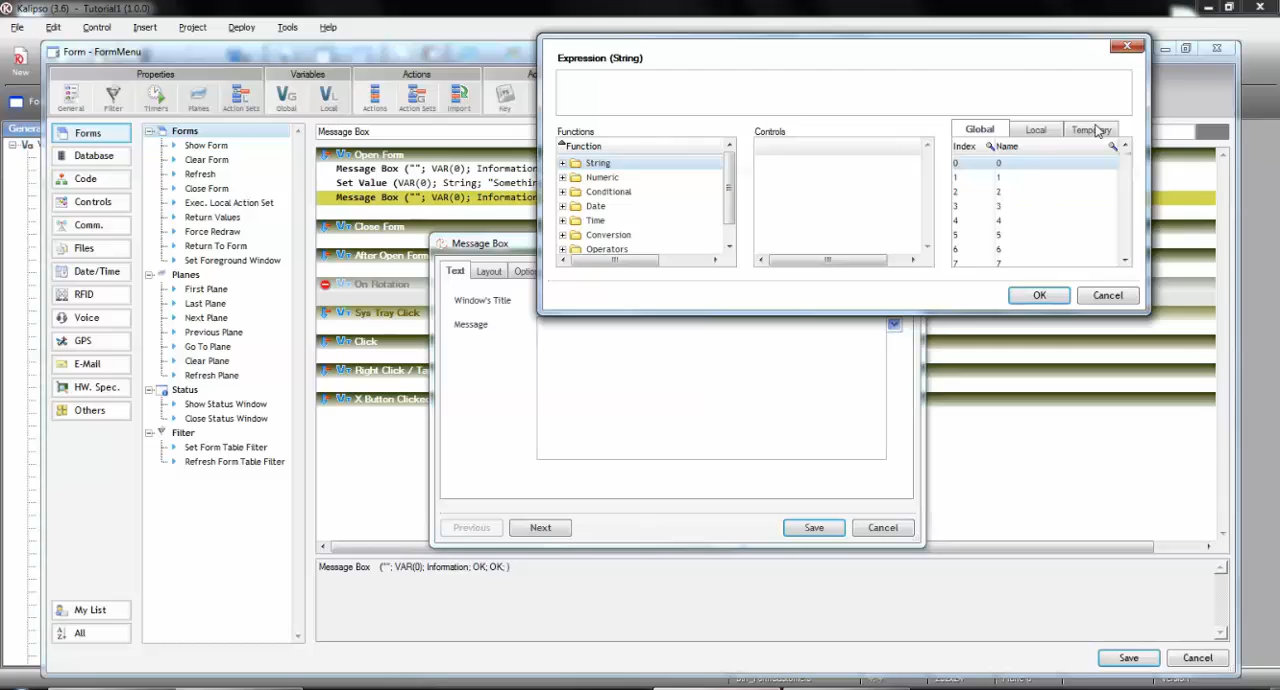 Kalipso (3.6) - Tutorial1 (1.0.0)
File Edit Control Insert Project Deploy Tools Help
New
Form - FormMenu
Properties Variables Actions
General Filter Timers Planes Action Sets Global Local Actions Action Sets Import Key
Forms
Database
Code
Controls
Comm.
Files
Date/Time
RFID
Voice
GPS
E-Mail
HW. Spec.
Others
My List
All
Forms
Show Form
Clear Form
Refresh
Close Form
Exec. Local Action Set
Return Values
Force Redraw
Return To Form
Set Foreground Window
Planes
First Plane
Last Plane
Next Plane
Previous Plane
Go To Plane
Clear Plane
Refresh Plane
Status
Show Status Window
Close Status Window
Filter
Set Form Table Filter
Refresh Form Table Filter
Message Box
Open Form
Message Box (""; VAR(0); Information
Set Value (VAR(0); String; "Somethin
Message Box (""; VAR(0); Information
Close Form
After Open Form
On Rotation
Sys Tray Click
Click
Right Click / Ta
X Button Clicked
Message Box
Text Layout Optio
Window's Title
Message
Previous Next Save Cancel
Expression (String)
Functions
Function
String
Numeric
Conditional
Date
Time
Conversion
Operators
Controls
Global Local Temporary
Index Name
0 0
1 1
2 2
3 3
4 4
5 5
6 6
7 7
OK Cancel
Message Box (""; VAR(0); Information; OK; OK; )
Save Cancel